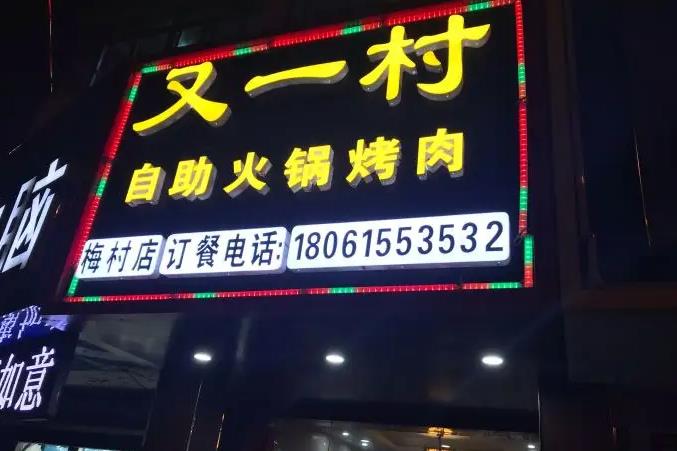 又一村
自助火锅烤肉
梅村店 订餐电话: 18061553532
脑
如意